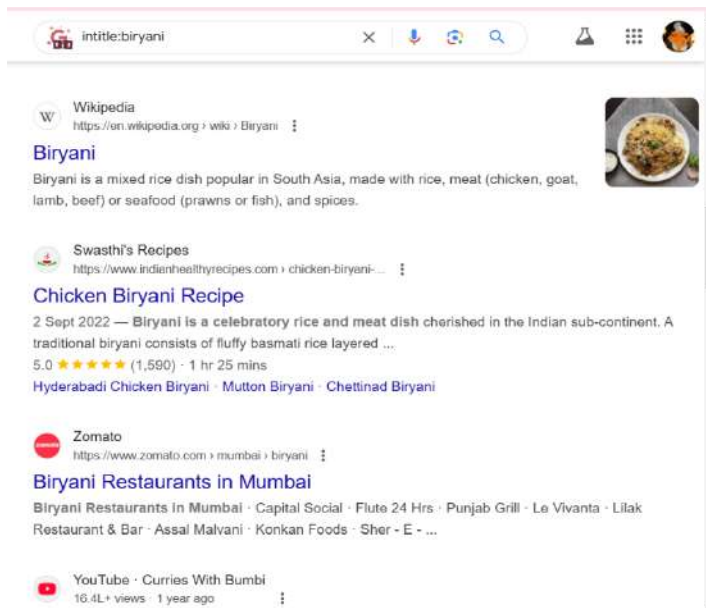 intitle:biryani
Wikipedia
https://en.wikipedia.org › wiki › Biryani
Biryani
Biryani is a mixed rice dish popular in South Asia, made with rice, meat (chicken, goat,
lamb, beef) or seafood (prawns or fish), and spices.
Swasthi's Recipes
https://www.indianhealthyrecipes.com › chicken-biryani-...
Chicken Biryani Recipe
2 Sept 2022 — Biryani is a celebratory rice and meat dish cherished in the Indian sub-continent. A
traditional biryani consists of fluffy basmati rice layered ...
5.0 ★★★★★ (1,590) · 1 hr 25 mins
Hyderabadi Chicken Biryani · Mutton Biryani · Chettinad Biryani
zomato
Zomato
https://www.zomato.com › mumbai › biryani
Biryani Restaurants in Mumbai
Biryani Restaurants in Mumbai · Capital Social · Flute 24 Hrs · Punjab Grill · Le Vivanta · Lilak
Restaurant & Bar · Assal Malvani · Konkan Foods · Sher - E - ...
YouTube · Curries With Bumbi
16.4L+ views · 1 year ago